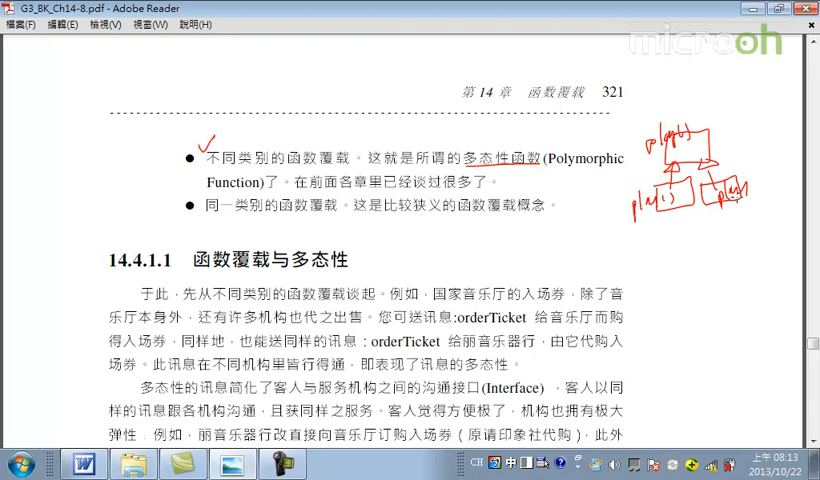 G3_BK_Ch14-8.pdf - Adobe Reader
檔案(F) 編輯(E) 檢視(V) 視窗(W) 說明(H)
microoh
第 14 章 函数覆载 321
● 不同类别的函数覆载。这就是所谓的多态性函数(Polymorphic
Function)了。在前面各章里已经谈过很多了。
● 同一类别的函数覆载。这是比较狭义的函数覆载概念。
14.4.1.1 函数覆载与多态性
于此，先从不同类别的函数覆载谈起。例如，国家音乐厅的入场券，除了音
乐厅本身外，还有许多机构也代之出售。您可送讯息:orderTicket 给音乐厅而购
得入场券，同样地，也能送同样的讯息：orderTicket 给丽音乐器行，由它代购入
场券。此讯息在不同机构里皆行得通，即表现了讯息的多态性。
多态性的讯息简化了客人与服务机构之间的沟通接口(Interface)，客人以同
样的讯息跟各机构沟通，且获同样之服务。客人觉得方便极了，机构也拥有极大
弹性。例如，丽音乐器行改直接向音乐厅订购入场券（原请印象社代购），此外
CH 中
上午 08:13
2013/10/22